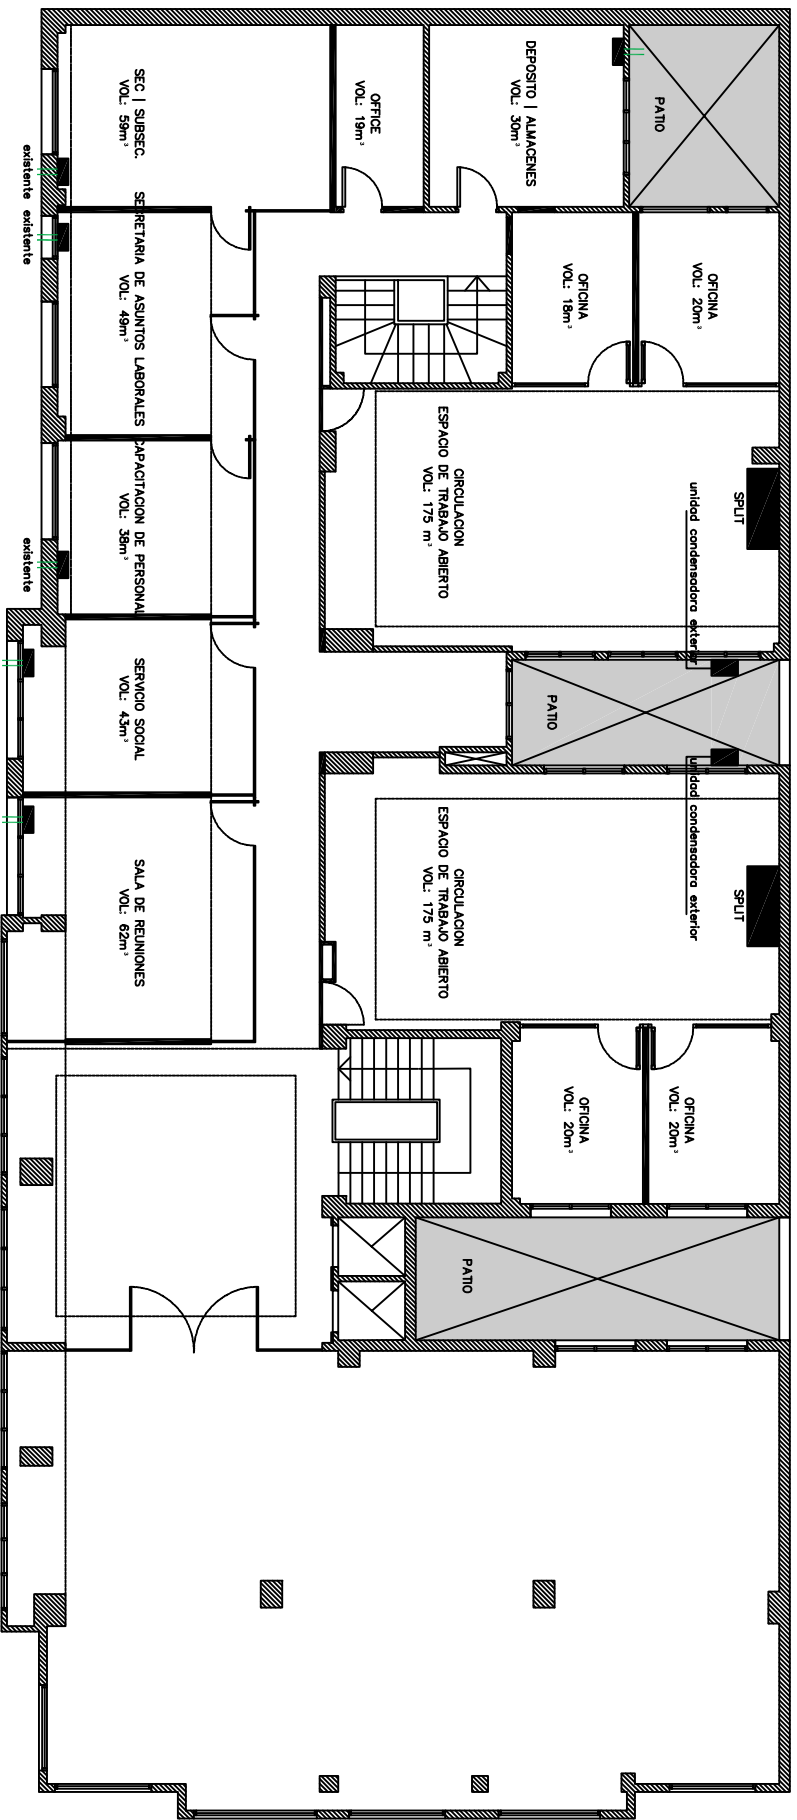 PATIO
DEPOSITO | ALMACENES
VOL: 30m³
OFFICE
VOL: 19m³
SEC | SUBSEC.
VOL: 59m³
existente
existente
SECRETARIA DE ASUNTOS LABORALES
VOL: 49m³
OFICINA
VOL: 20m³
OFICINA
VOL: 18m³
CIRCULACION
ESPACIO DE TRABAJO ABIERTO
VOL: 175 m³
SPLIT
unidad condensadora exterior
CAPACITACION DE PERSONAL
VOL: 38m³
existente
SERVICIO SOCIAL
VOL: 43m³
PATIO
unidad condensadora exterior
SPLIT
CIRCULACION
ESPACIO DE TRABAJO ABIERTO
VOL: 175 m³
SALA DE REUNIONES
VOL: 62m³
OFICINA
VOL: 20m³
OFICINA
VOL: 20m³
PATIO